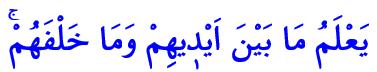 يَعْلَمُ مَا بَيْنَ اَيْد۪يهِمْ وَمَا خَلْفَهُمْۚ